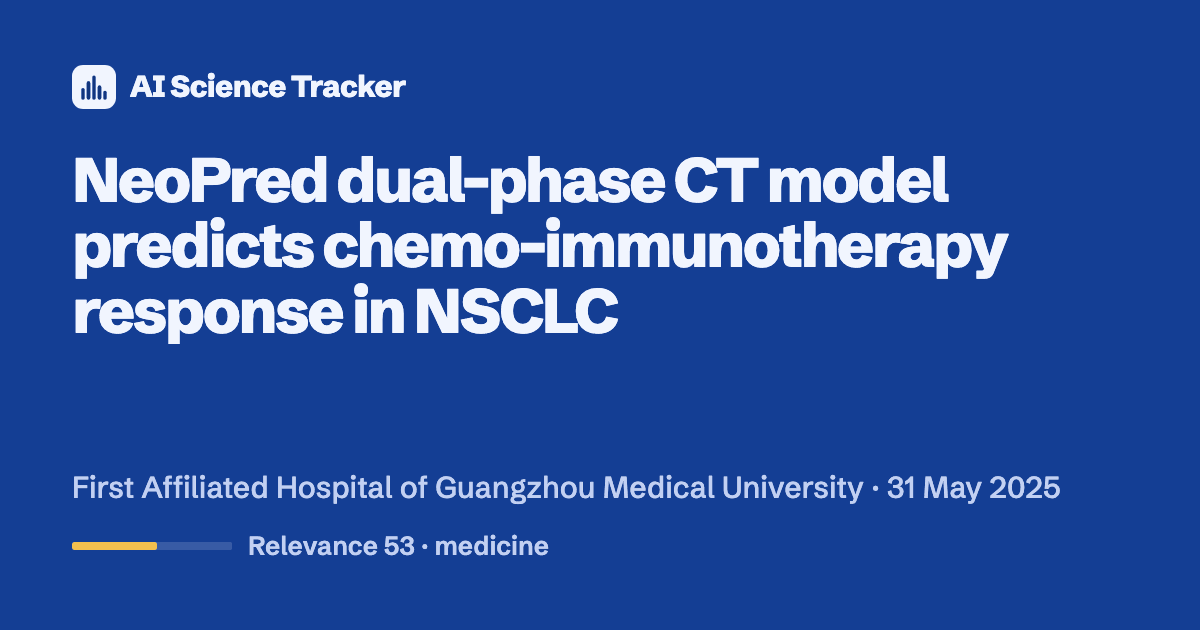 AI Science Tracker
NeoPred dual-phase CT model
predicts chemo-immunotherapy
response in NSCLC
First Affiliated Hospital of Guangzhou Medical University · 31 May 2025
Relevance 53 · medicine